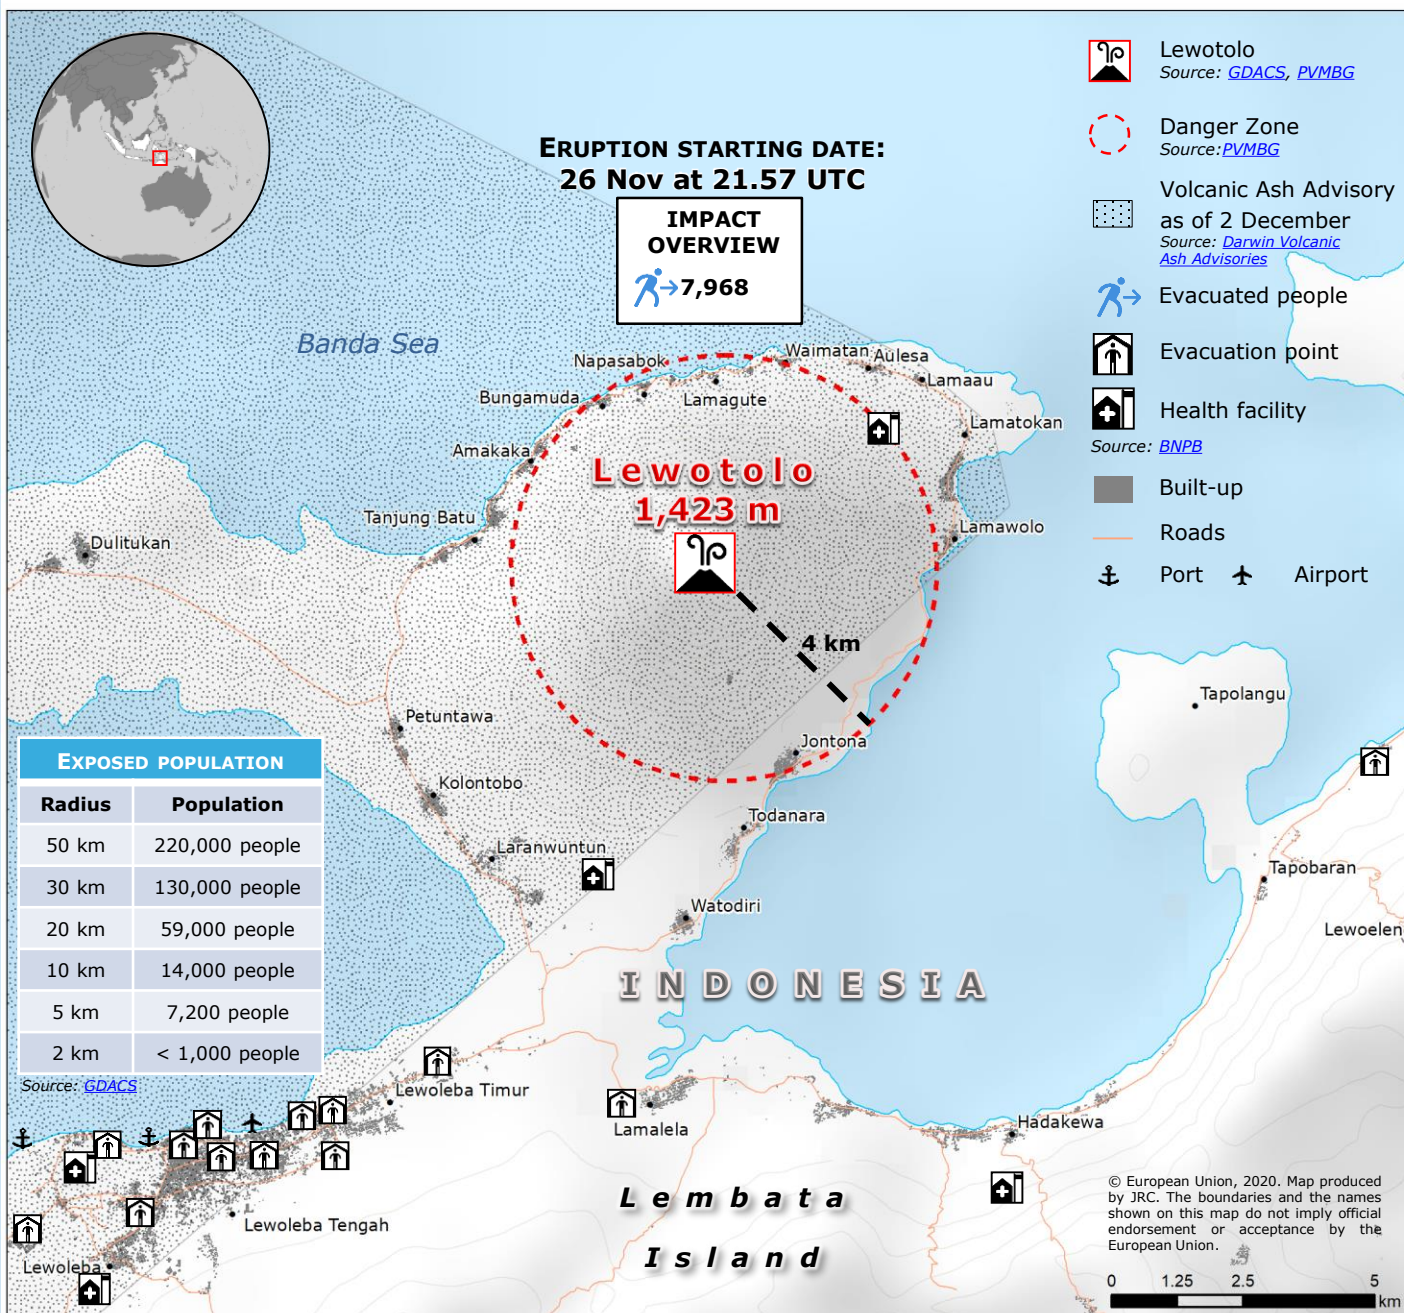 ERUPTION STARTING DATE:
26 Nov at 21.57 UTC
IMPACT
OVERVIEW
7,968
Lewotolo
Source: GDACS, PVMBG
Danger Zone
Source:PVMBG
Volcanic Ash Advisory
as of 2 December
Source: Darwin Volcanic
Ash Advisories
Evacuated people
Evacuation point
Health facility
Source: BNPB
Built-up
Roads
Port
Airport
Banda Sea
Napasabok
Waimatan
Aulesa
Lamaau
Bungamuda
Lamagute
Lamatokan
Amakaka
Lewotolo
1,423 m
Tanjung Batu
Lamawolo
Dulitukan
4 km
Tapolangu
Petuntawa
Jontona
Kolontobo
Todanara
Laranwuntun
Tapobaran
Watodiri
Lewoelen
INDONESIA
EXPOSED POPULATION
Radius Population
50 km 220,000 people
30 km 130,000 people
20 km 59,000 people
10 km 14,000 people
5 km 7,200 people
2 km < 1,000 people
Source: GDACS
Lewoleba Timur
Lamalela
Hadakewa
Lembata
Island
Lewoleba Tengah
Lewoleba
© European Union, 2020. Map produced
by JRC. The boundaries and the names
shown on this map do not imply official
endorsement or acceptance by the
European Union.
0 1.25 2.5 5
km